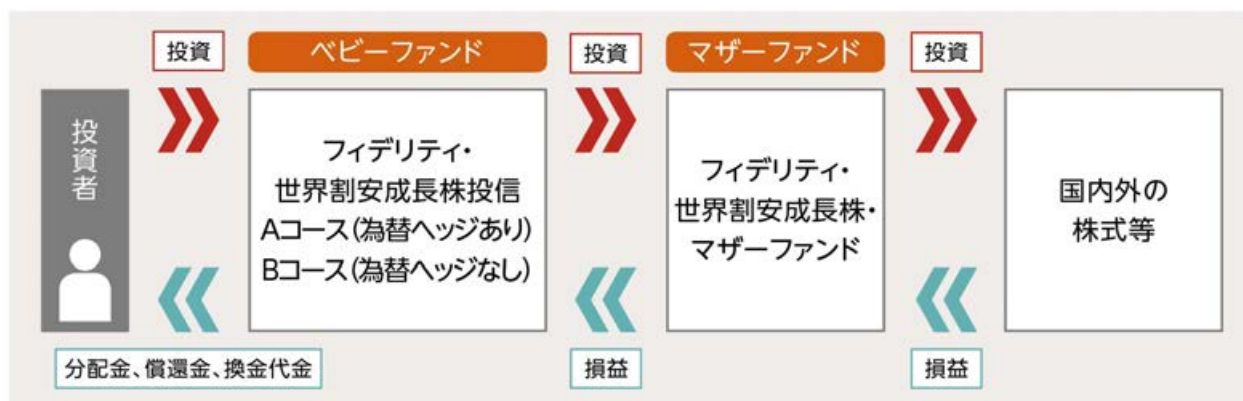 投資
ベビーファンド
投資
マザーファンド
投資
投資者
フィデリティ・
世界割安成長株投信
Aコース(為替ヘッジあり)
Bコース(為替ヘッジなし)
フィデリティ・
世界割安成長株・
マザーファンド
国内外の
株式等
分配金、償還金、換金代金
損益
損益